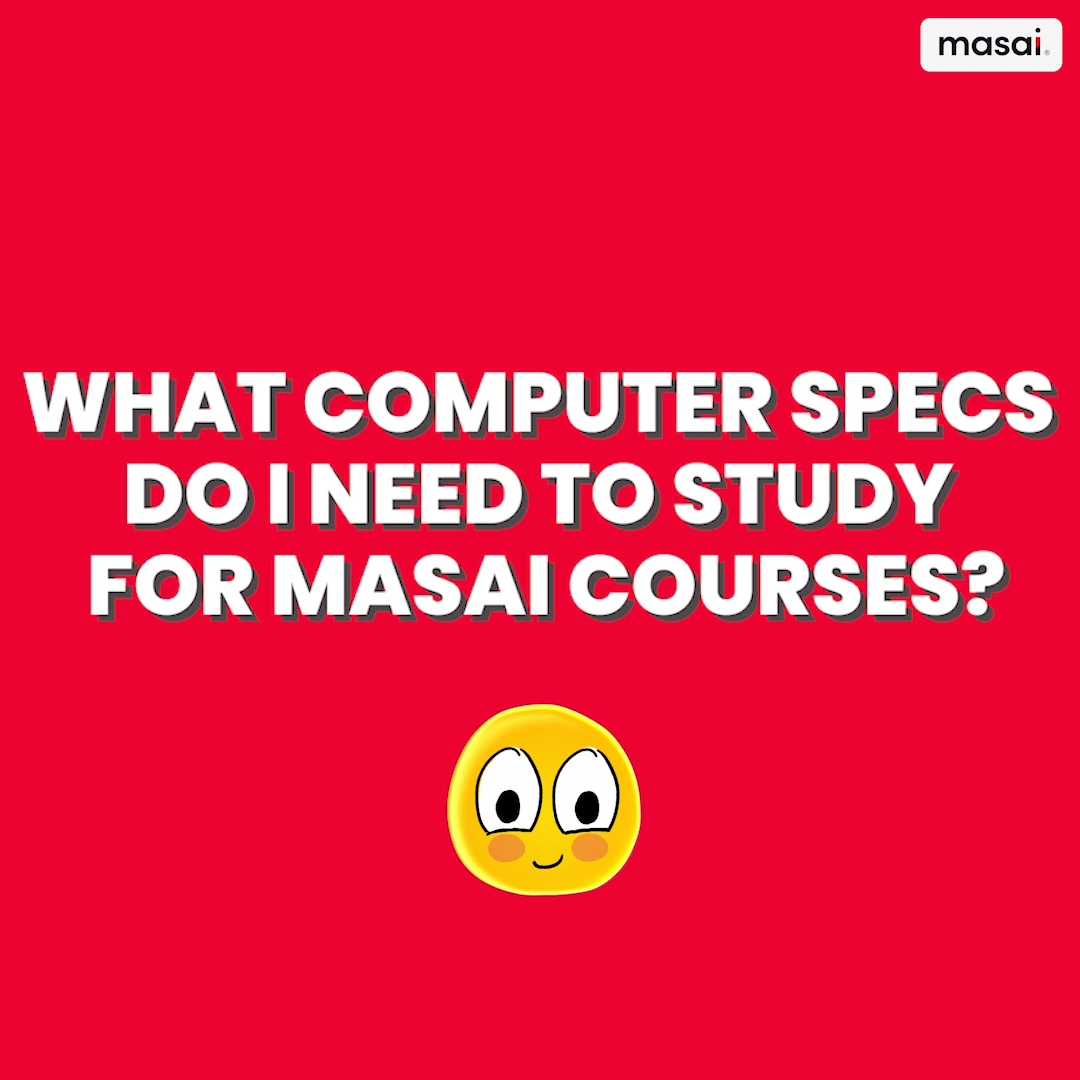 masai
WHAT COMPUTER SPECS
DO I NEED TO STUDY
FOR MASAI COURSES?